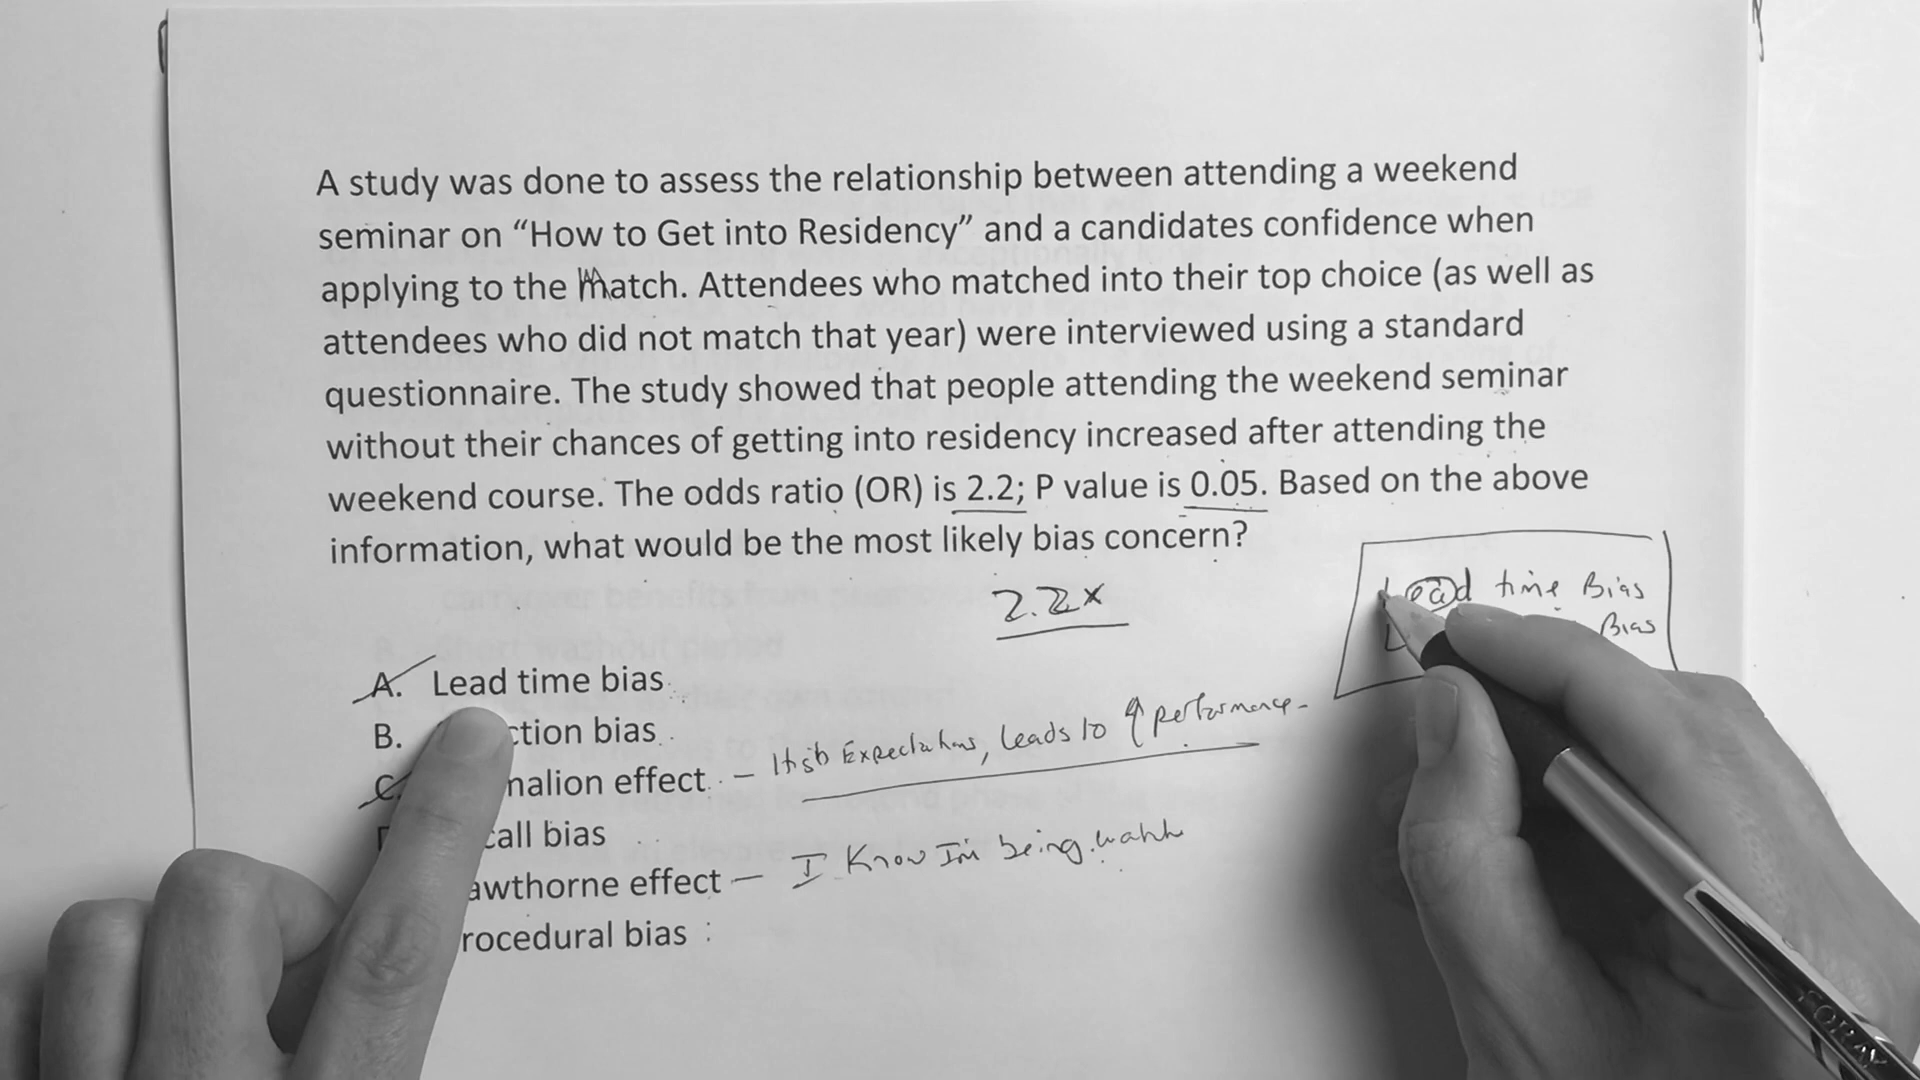 A study was done to assess the relationship between attending a weekend
seminar on “How to Get into Residency” and a candidates confidence when
applying to the Match. Attendees who matched into their top choice (as well as
attendees who did not match that year) were interviewed using a standard
questionnaire. The study showed that people attending the weekend seminar
without their chances of getting into residency increased after attending the
weekend course. The odds ratio (OR) is 2.2; P value is 0.05. Based on the above
information, what would be the most likely bias concern?
2.2x
Lead time Bias
Bias
A. Lead time bias
B. ction bias
C. malion effect – Expectations, leads to ↑ performance
call bias
awthorne effect – I Know I'm being
rocedural bias